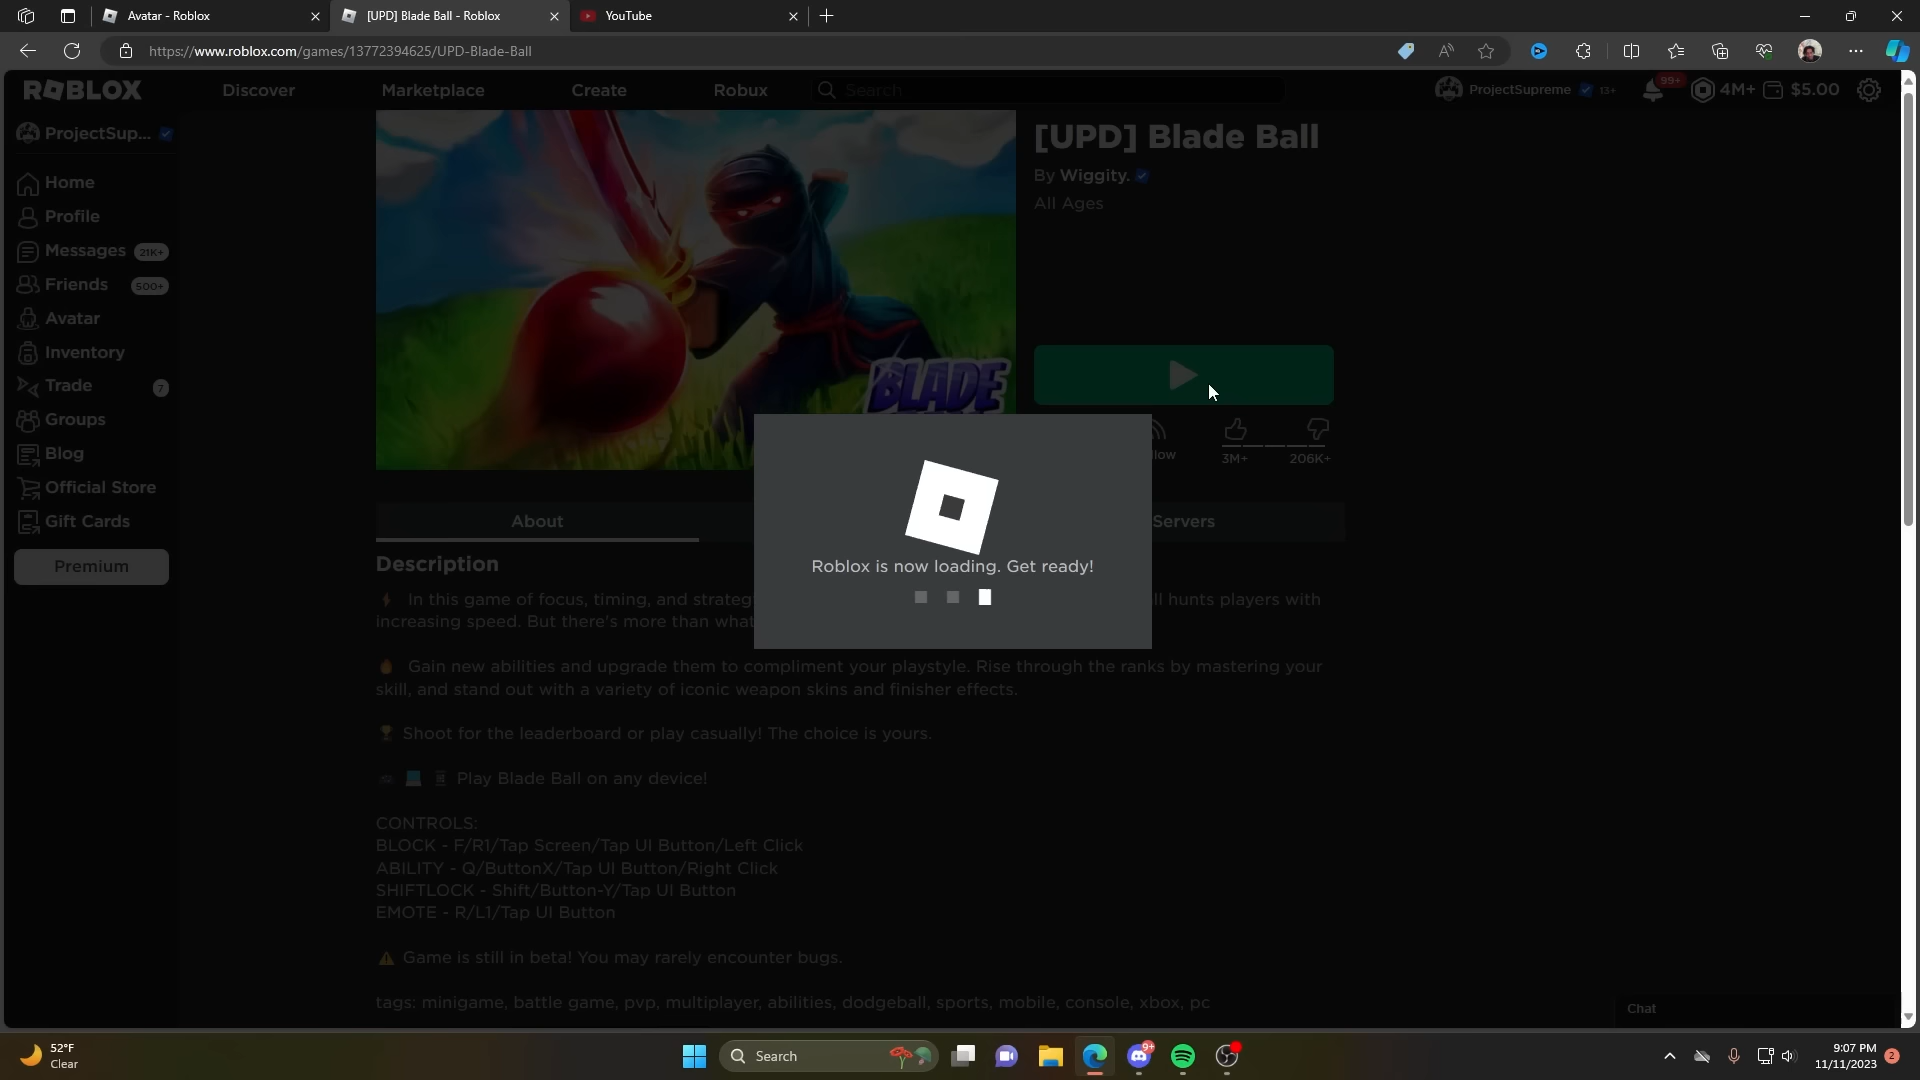 Avatar - Roblox
[UPD] Blade Ball - Roblox
YouTube
https://www.roblox.com/games/13772394625/UPD-Blade-Ball
ROBLOX
Discover
Marketplace
Create
Robux
Search
ProjectSupreme
13+
99+
4M+
$5.00
ProjectSup...
Home
Profile
Messages 21K+
Friends 500+
Avatar
Inventory
Trade 7
Groups
Blog
Official Store
Gift Cards
Premium
BLADE
[UPD] Blade Ball
By Wiggity.
All Ages
llow
3M+
206K+
About
Servers
Roblox is now loading. Get ready!
Description
In this game of focus, timing, and strateg ll hunts players with
increasing speed. But there's more than what
Gain new abilities and upgrade them to compliment your playstyle. Rise through the ranks by mastering your
skill, and stand out with a variety of iconic weapon skins and finisher effects.
Shoot for the leaderboard or play casually! The choice is yours.
Play Blade Ball on any device!
CONTROLS:
BLOCK - F/R1/Tap Screen/Tap UI Button/Left Click
ABILITY - Q/ButtonX/Tap UI Button/Right Click
SHIFTLOCK - Shift/Button-Y/Tap UI Button
EMOTE - R/L1/Tap UI Button
Game is still in beta! You may rarely encounter bugs.
tags: minigame, battle game, pvp, multiplayer, abilities, dodgeball, sports, mobile, console, xbox, pc
Chat
52°F
Clear
Search
9+
9:07 PM
11/11/2023
2